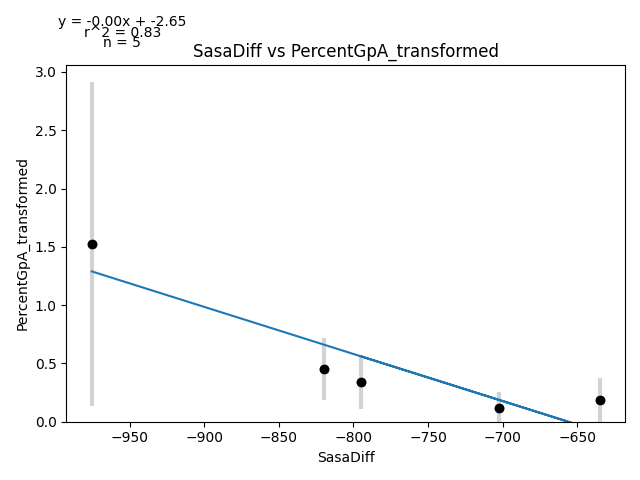 y = -0.00x + -2.65
r^2 = 0.83
n = 5
SasaDiff vs PercentGpA_transformed
3.0
2.5
2.0
1.5
1.0
0.5
0.0
PercentGpA_transformed
−950 −900 −850 −800 −750 −700 −650
SasaDiff